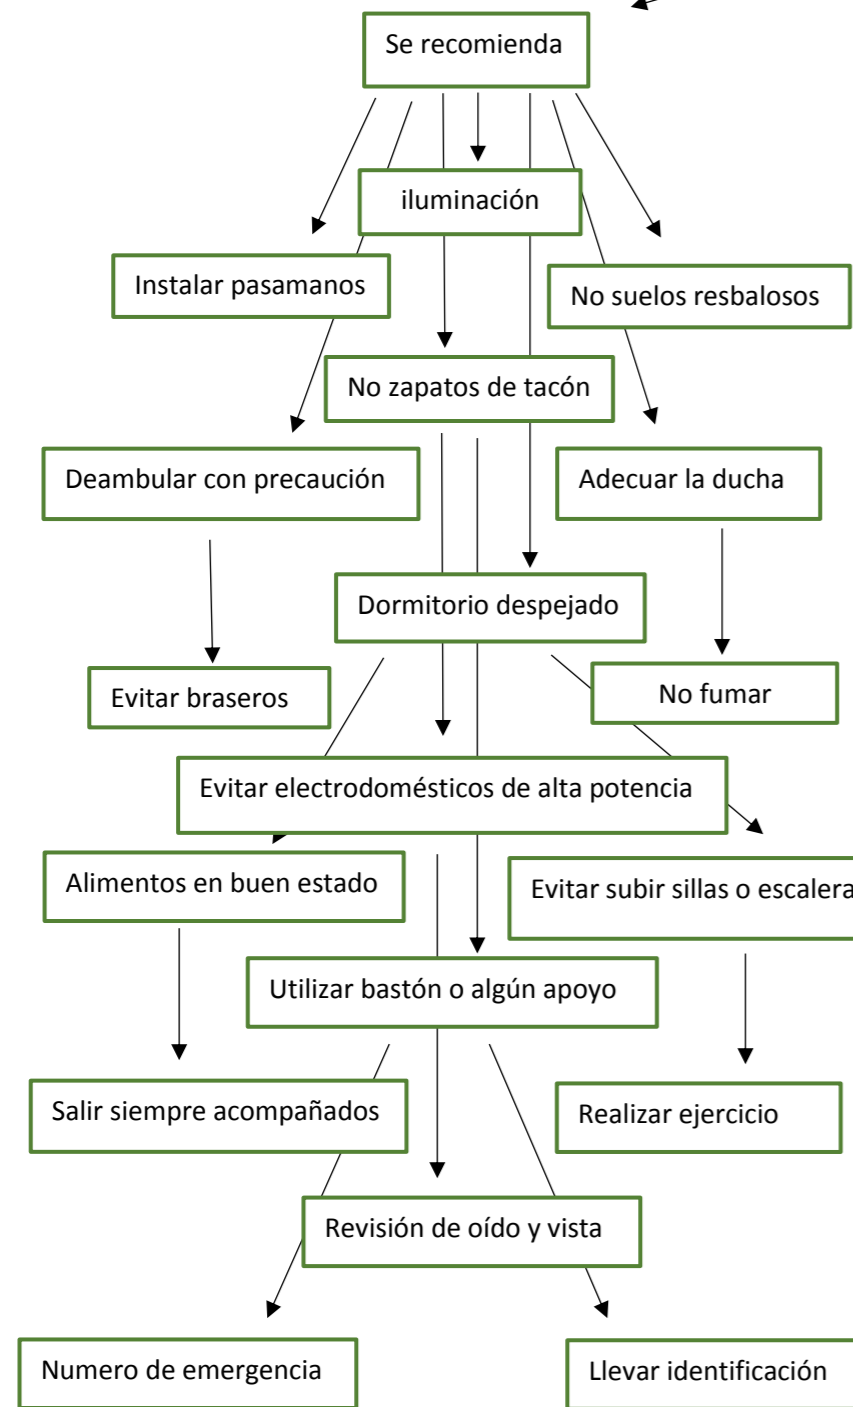 Se recomienda
iluminación
Instalar pasamanos
No suelos resbalosos
No zapatos de tacón
Deambular con precaución
Adecuar la ducha
Dormitorio despejado
Evitar braseros
No fumar
Evitar electrodomésticos de alta potencia
Alimentos en buen estado
Evitar subir sillas o escalera
Utilizar bastón o algún apoyo
Salir siempre acompañados
Realizar ejercicio
Revisión de oído y vista
Numero de emergencia
Llevar identificación